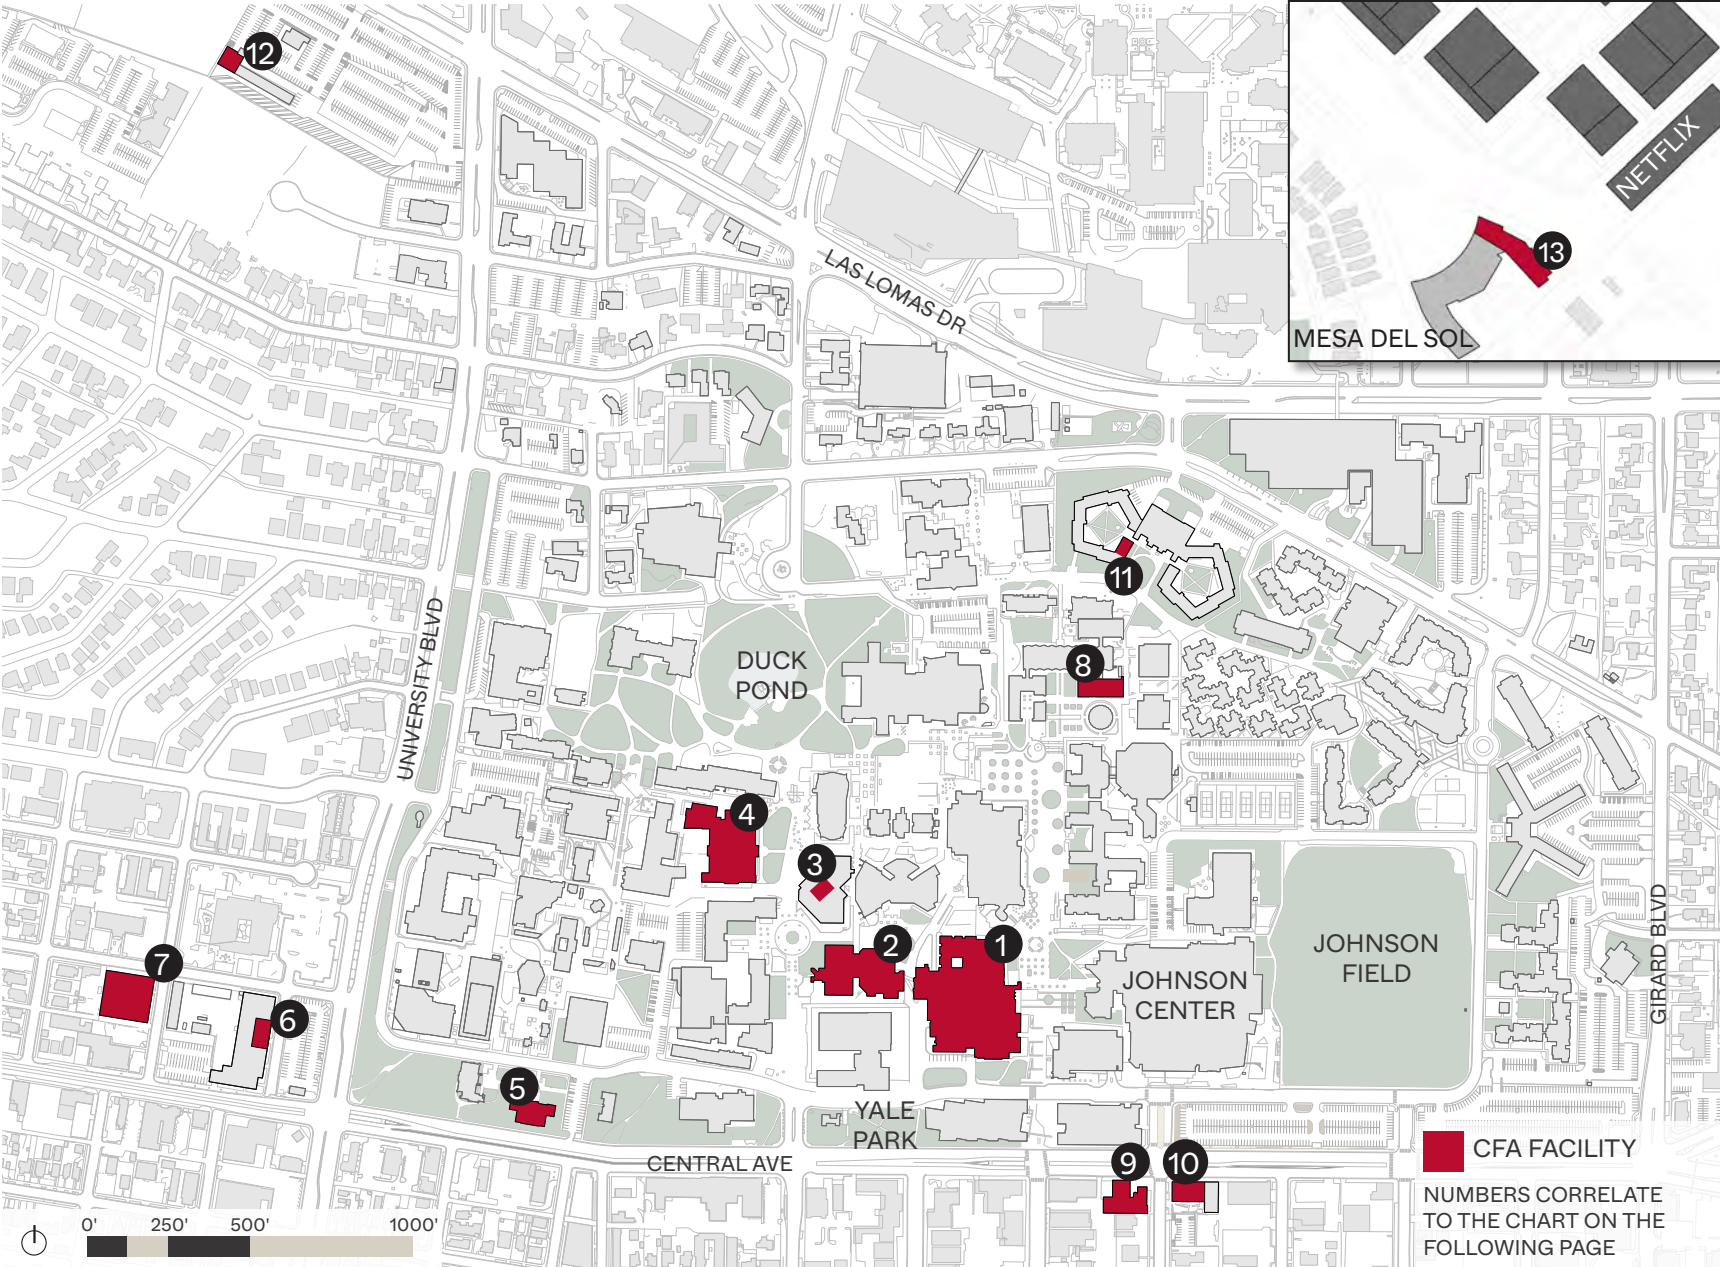 12
NETFLIX
13
MESA DEL SOL
LAS LOMAS DR
11
UNIVERSITY BLVD
DUCK
POND
8
4
3
2
1
JOHNSON
CENTER
JOHNSON
FIELD
GIRARD BLVD
7
6
5
YALE
PARK
CENTRAL AVE
9
10
CFA FACILITY
NUMBERS CORRELATE
TO THE CHART ON THE
FOLLOWING PAGE
0' 250' 500' 1000'